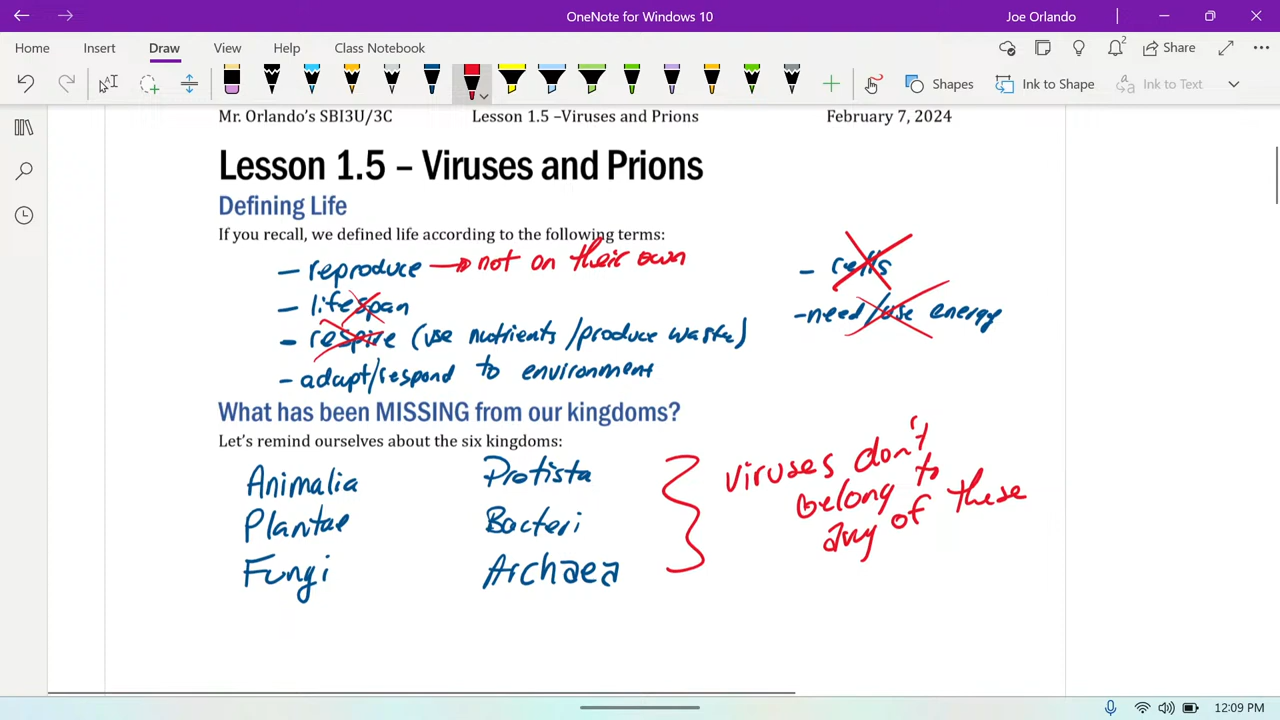 OneNote for Windows 10
Joe Orlando
Home Insert Draw View Help Class Notebook
2
Share
Shapes Ink to Shape Ink to Text
Mr. Orlando's SBI3U/3C Lesson 1.5 –Viruses and Prions February 7, 2024
Lesson 1.5 – Viruses and Prions
Defining Life
If you recall, we defined life according to the following terms:
– reproduce → not on their own
– lifespan
– respire (use nutrients/produce waste)
– adapt/respond to environment
– cells
– need/use energy
What has been MISSING from our kingdoms?
Let's remind ourselves about the six kingdoms:
Animalia Protista
Plantae Bacteri
Fungi Archaea
viruses don't
belong to
any of these
12:09 PM